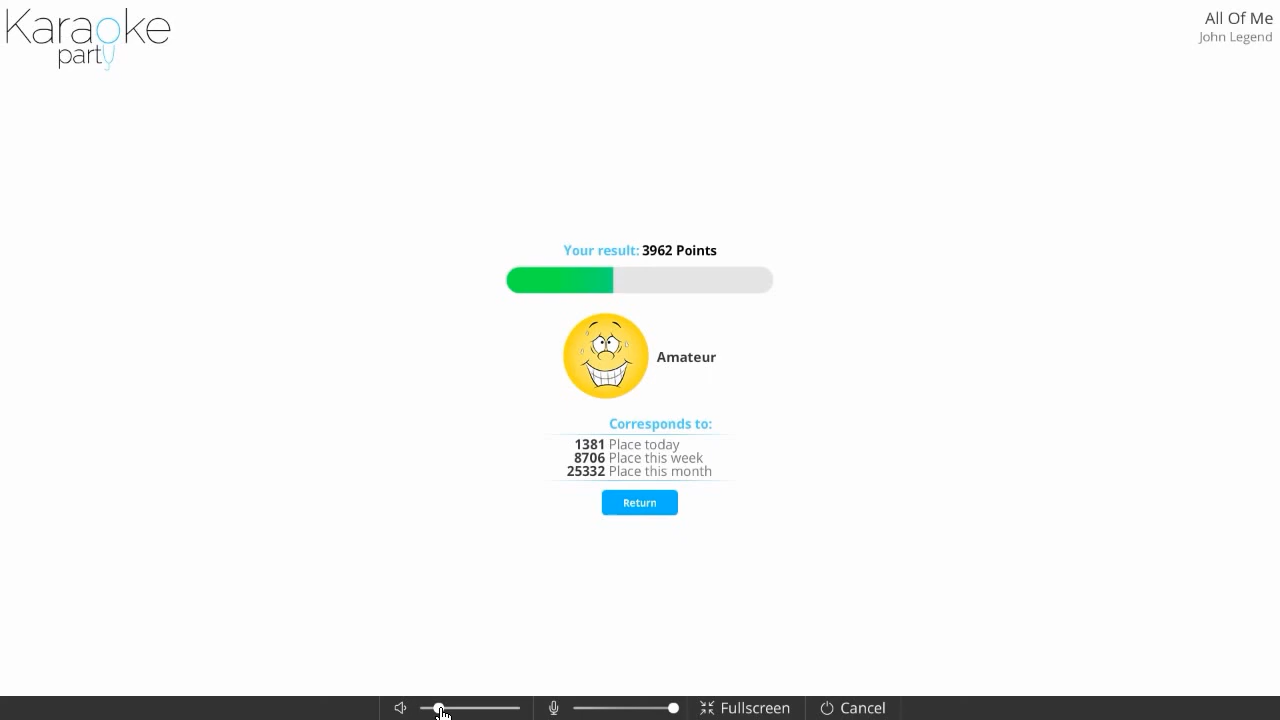 Karaoke
party
All Of Me
John Legend
Your result: 3962 Points
Amateur
Corresponds to:
1381 Place today
8706 Place this week
25332 Place this month
Return
Fullscreen
Cancel